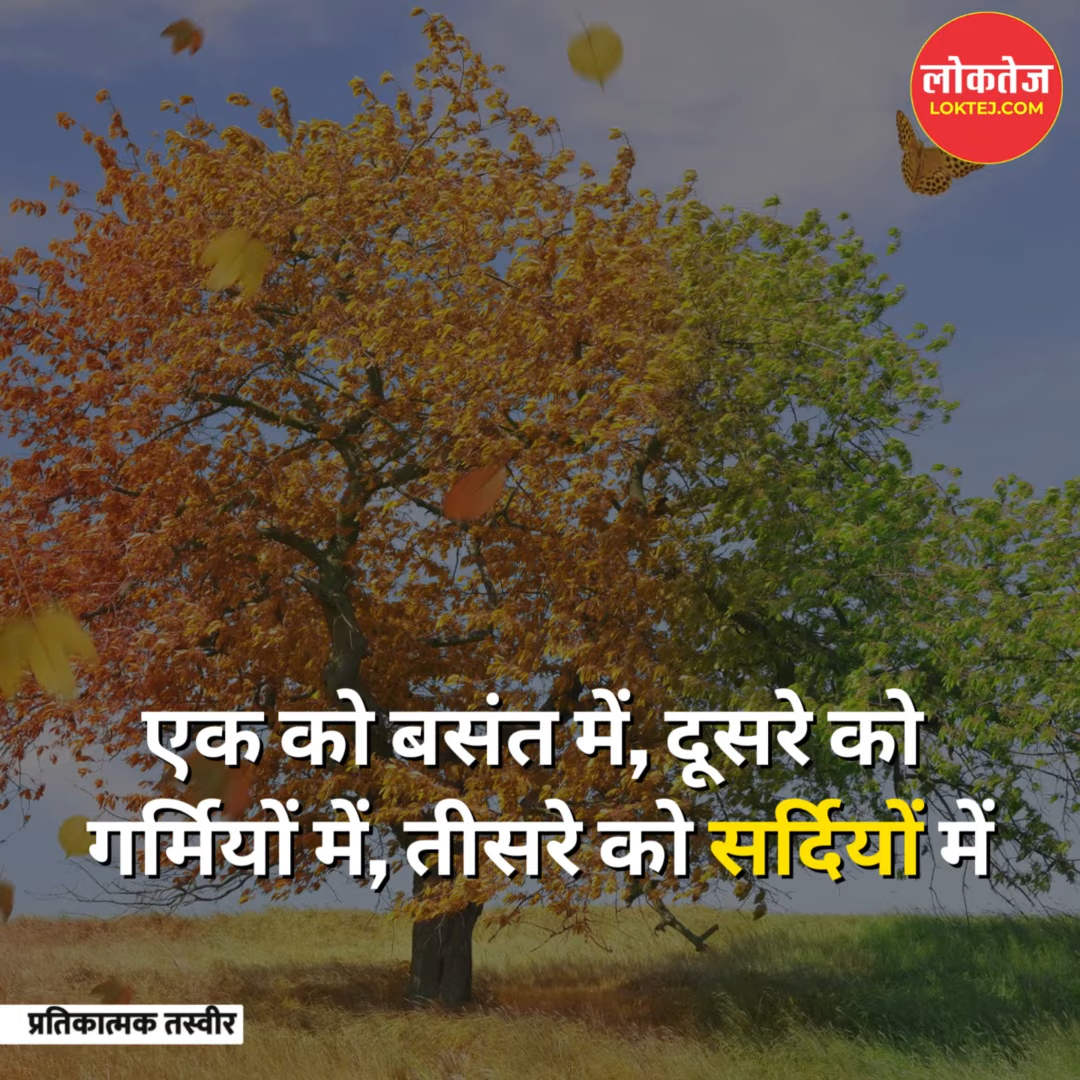 लोकतेज
LOKTEJ.COM
एक को बसंत में, दूसरे को
गर्मियों में, तीसरे को सर्दियों में
प्रतिकात्मक तस्वीर